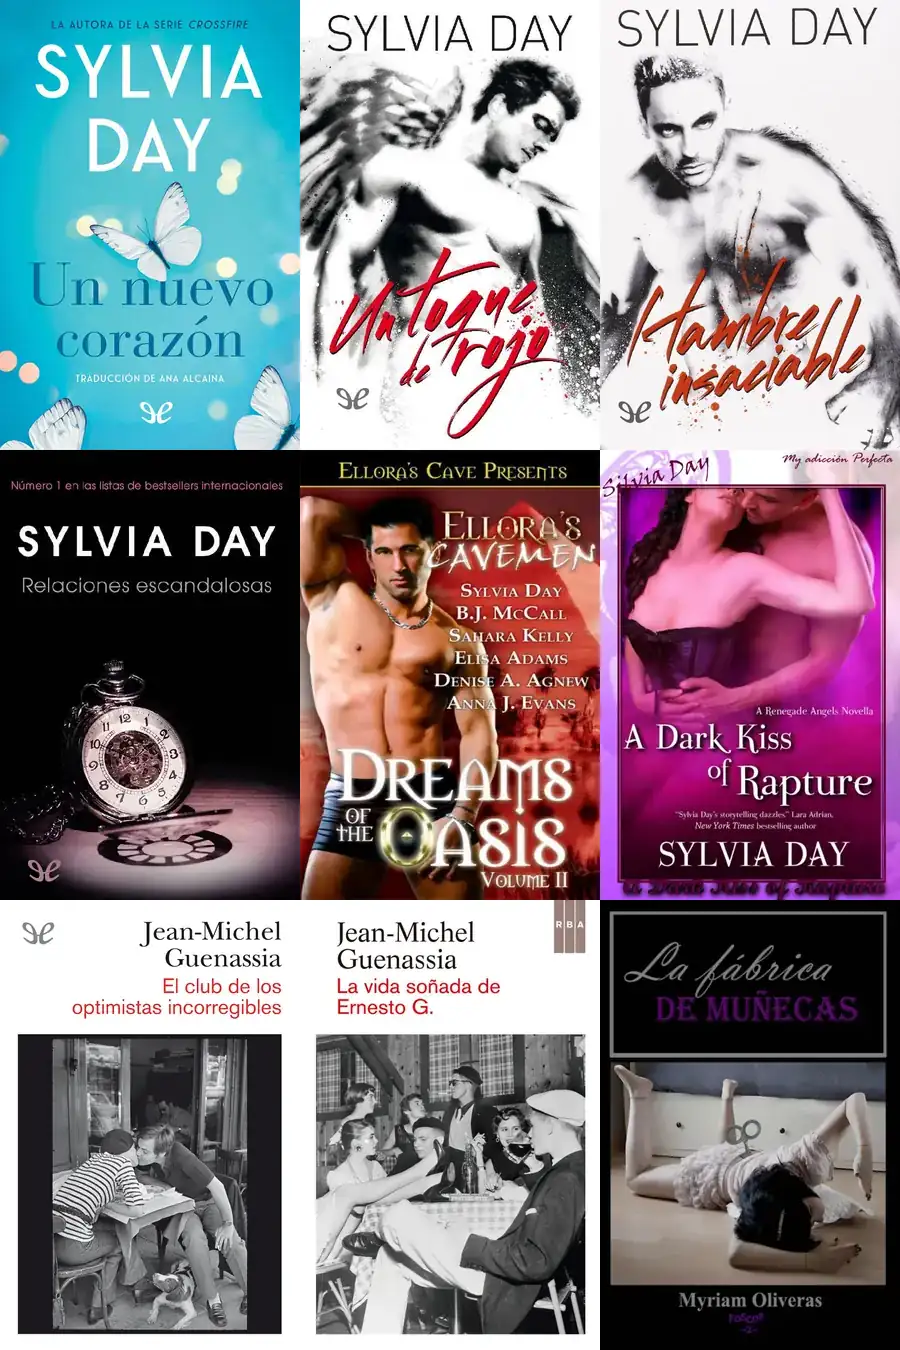 LA AUTORA DE LA SERIE CROSSFIRE
SYLVIA
DAY
Un nuevo
corazón
TRADUCCIÓN DE ANA ALCAINA
SYLVIA DAY
Un toque
de rojo
SYLVIA DAY
Hambre
insaciable
Número 1 en las listas de bestsellers internacionales
SYLVIA DAY
Relaciones escandalosas
ELLORA'S CAVE PRESENTS
ELLORA'S
CAVEMEN
SYLVIA DAY
B.J. MCCALL
SAHARA KELLY
ELISA ADAMS
DENISE A. AGNEW
ANNA J. EVANS
DREAMS
OF THE OASIS
VOLUME II
Silvia Day
My adicción Perfecta
A Renegade Angels Novella
A Dark Kiss
of Rapture
"Sylvia Day's storytelling dazzles." Lara Adrian,
New York Times bestselling author
SYLVIA DAY
A Dark Kiss of Rapture
Jean-Michel
Guenassia
El club de los
optimistas incorregibles
RBA
Jean-Michel
Guenassia
La vida soñada de
Ernesto G.
La fábrica
DE MUÑECAS
Myriam Oliveras